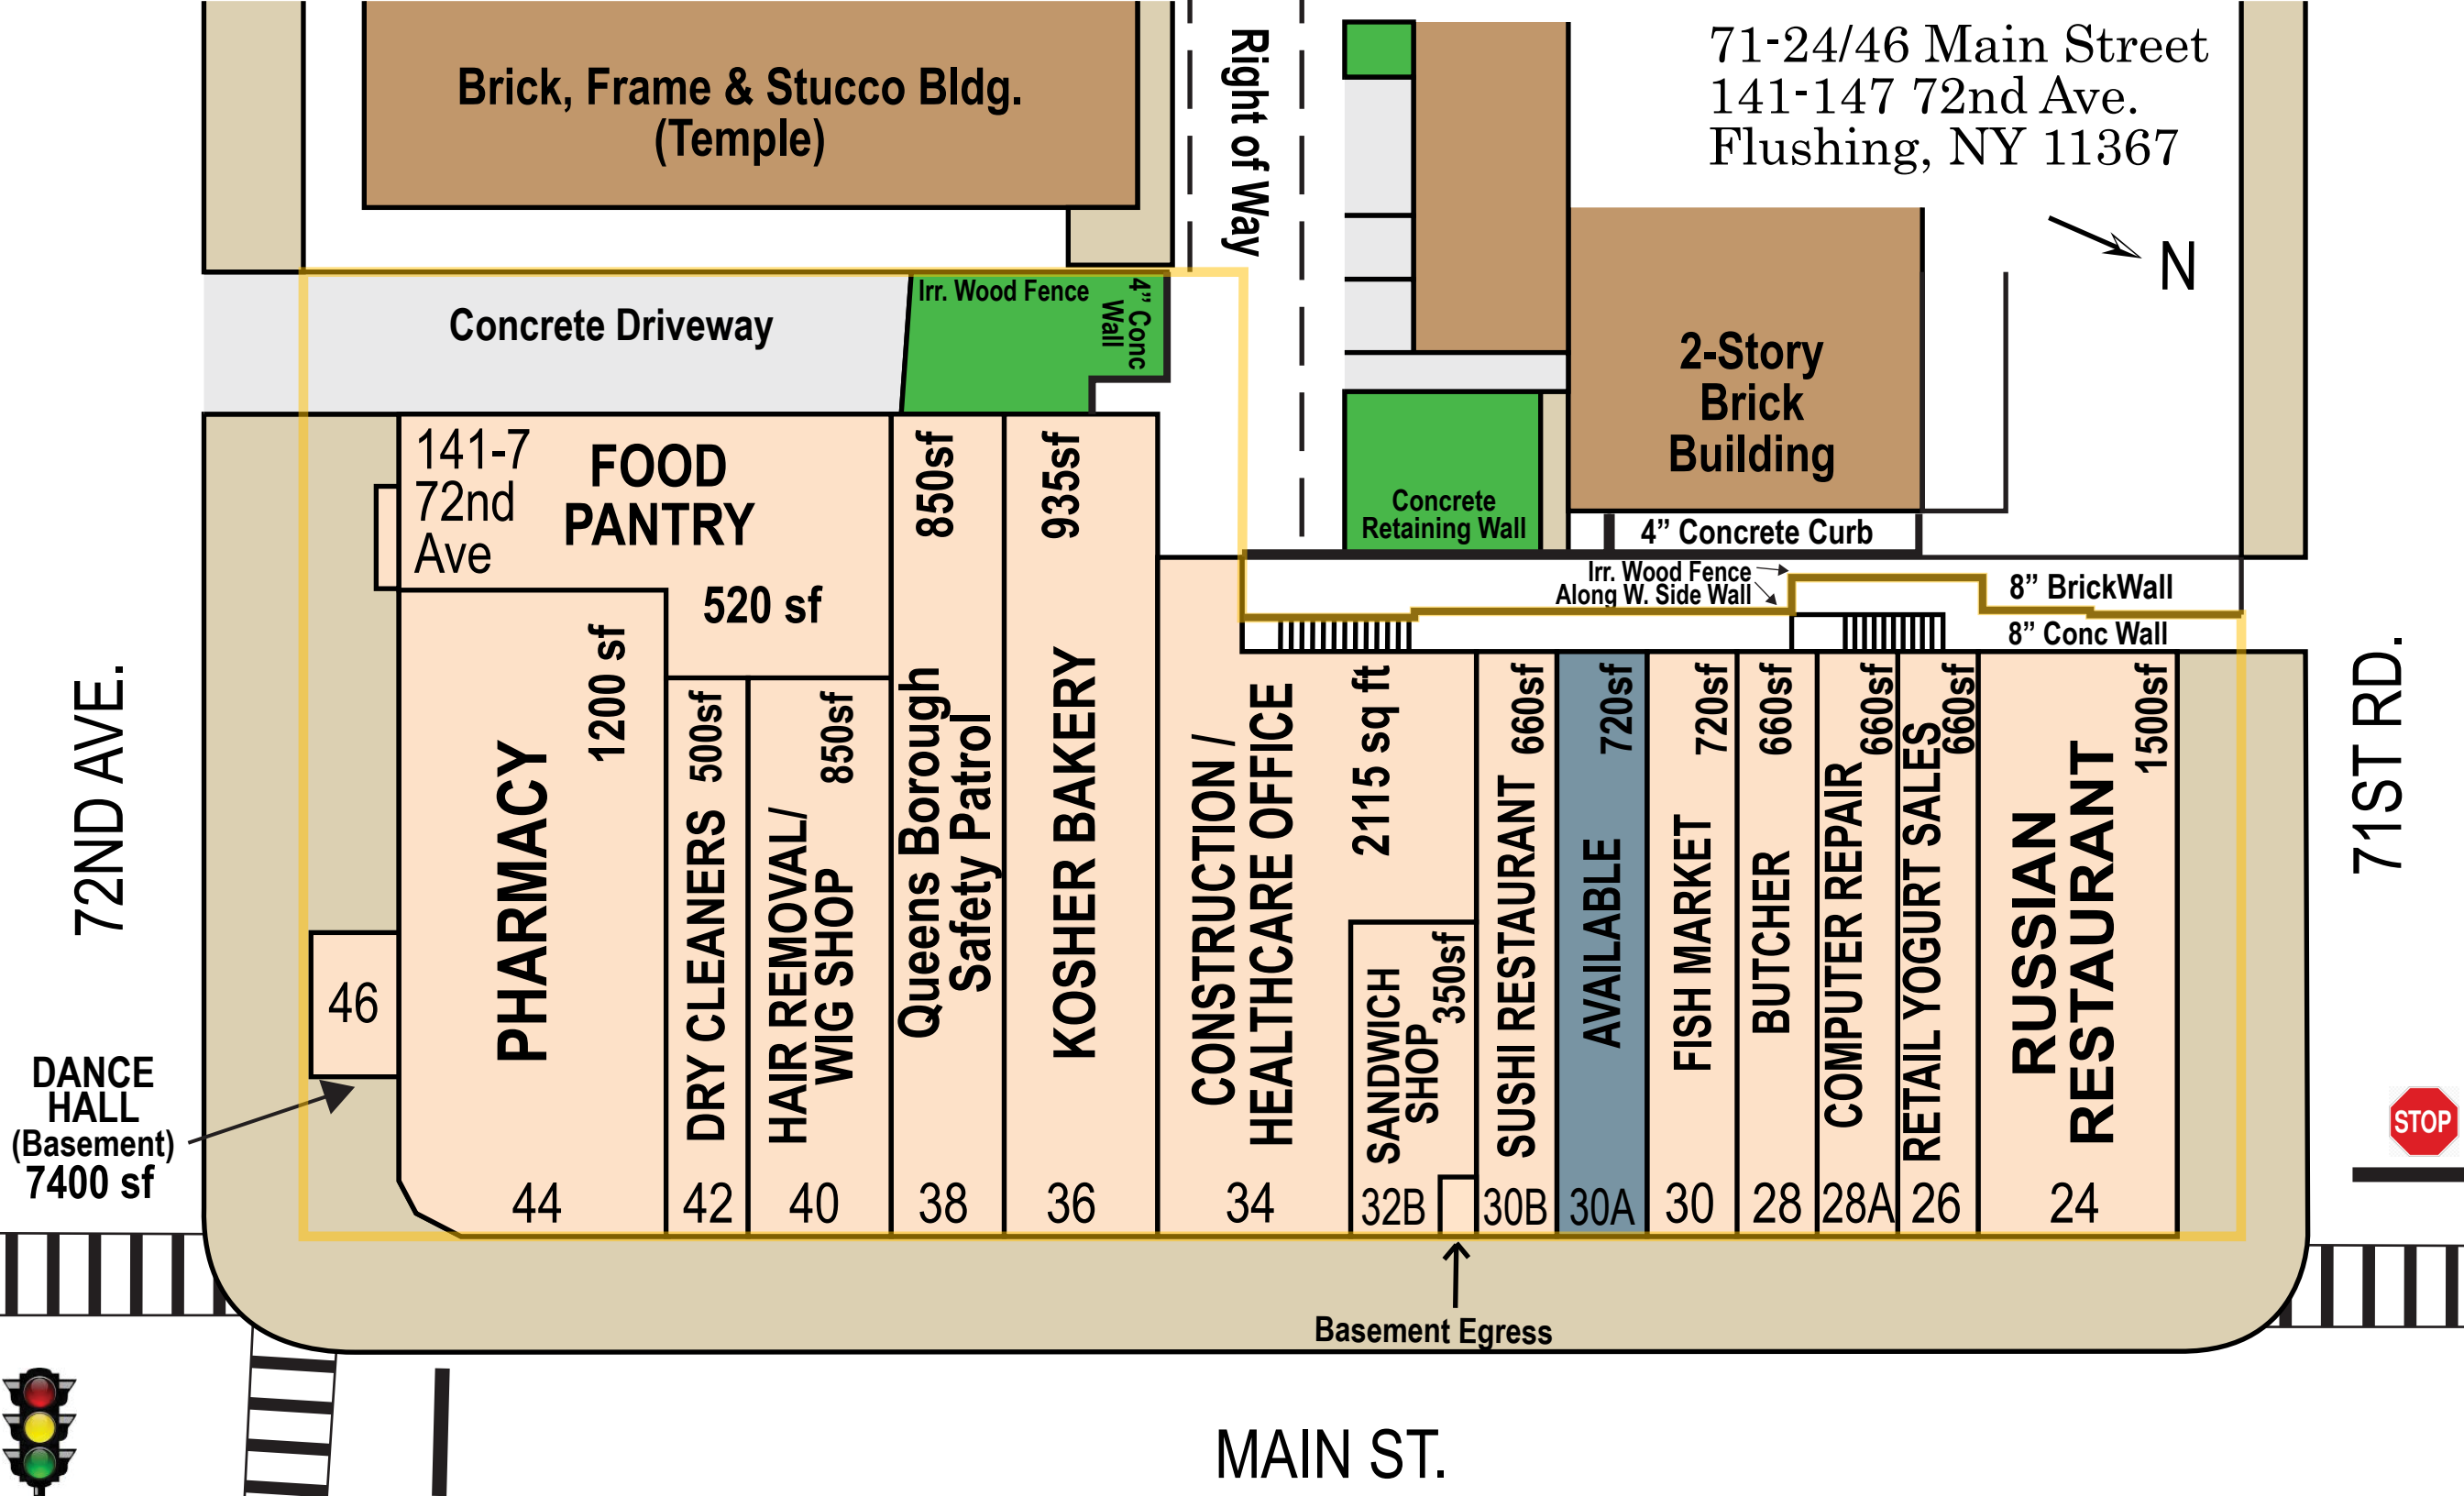 Brick, Frame & Stucco Bldg.
(Temple)
Right of Way
71-24/46 Main Street
141-147 72nd Ave.
Flushing, NY 11367
N
Concrete Driveway
Irr. Wood Fence
4” Conc
Wall
2-Story
Brick
Building
Concrete
Retaining Wall
4” Concrete Curb
Irr. Wood Fence
Along W. Side Wall
8” BrickWall
8” Conc Wall
141-7
72nd
Ave
FOOD
PANTRY
520 sf
72ND AVE.
71ST RD.
PHARMACY
1200 sf
44
DRY CLEANERS 500sf
42
HAIR REMOVAL/
WIG SHOP
850sf
40
Queens Borough
Safety Patrol
850sf
38
KOSHER BAKERY
935sf
36
CONSTRUCTION /
HEALTHCARE OFFICE
2115 sq ft
34
SANDWICH
SHOP
350sf
32B
SUSHI RESTAURANT
660sf
30B
AVAILABLE
720sf
30A
FISH MARKET
720sf
30
BUTCHER
660sf
28
COMPUTER REPAIR
660sf
28A
RETAIL YOGURT SALES
660sf
26
RUSSIAN
RESTAURANT
1500sf
24
46
DANCE
HALL
(Basement)
7400 sf
STOP
Basement Egress
MAIN ST.